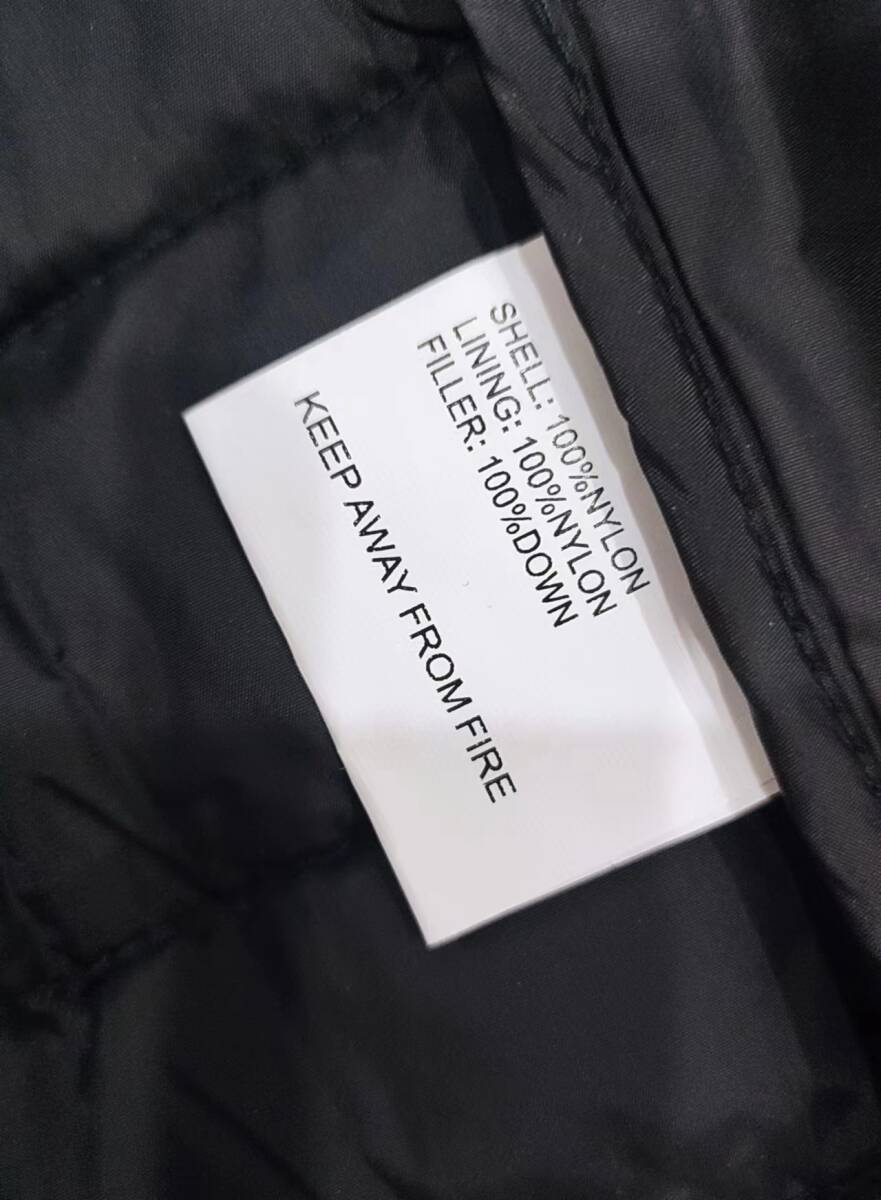 SHELL: 100%NYLON
LINING: 100%NYLON
FILLER: 100%DOWN
KEEP AWAY FROM FIRE